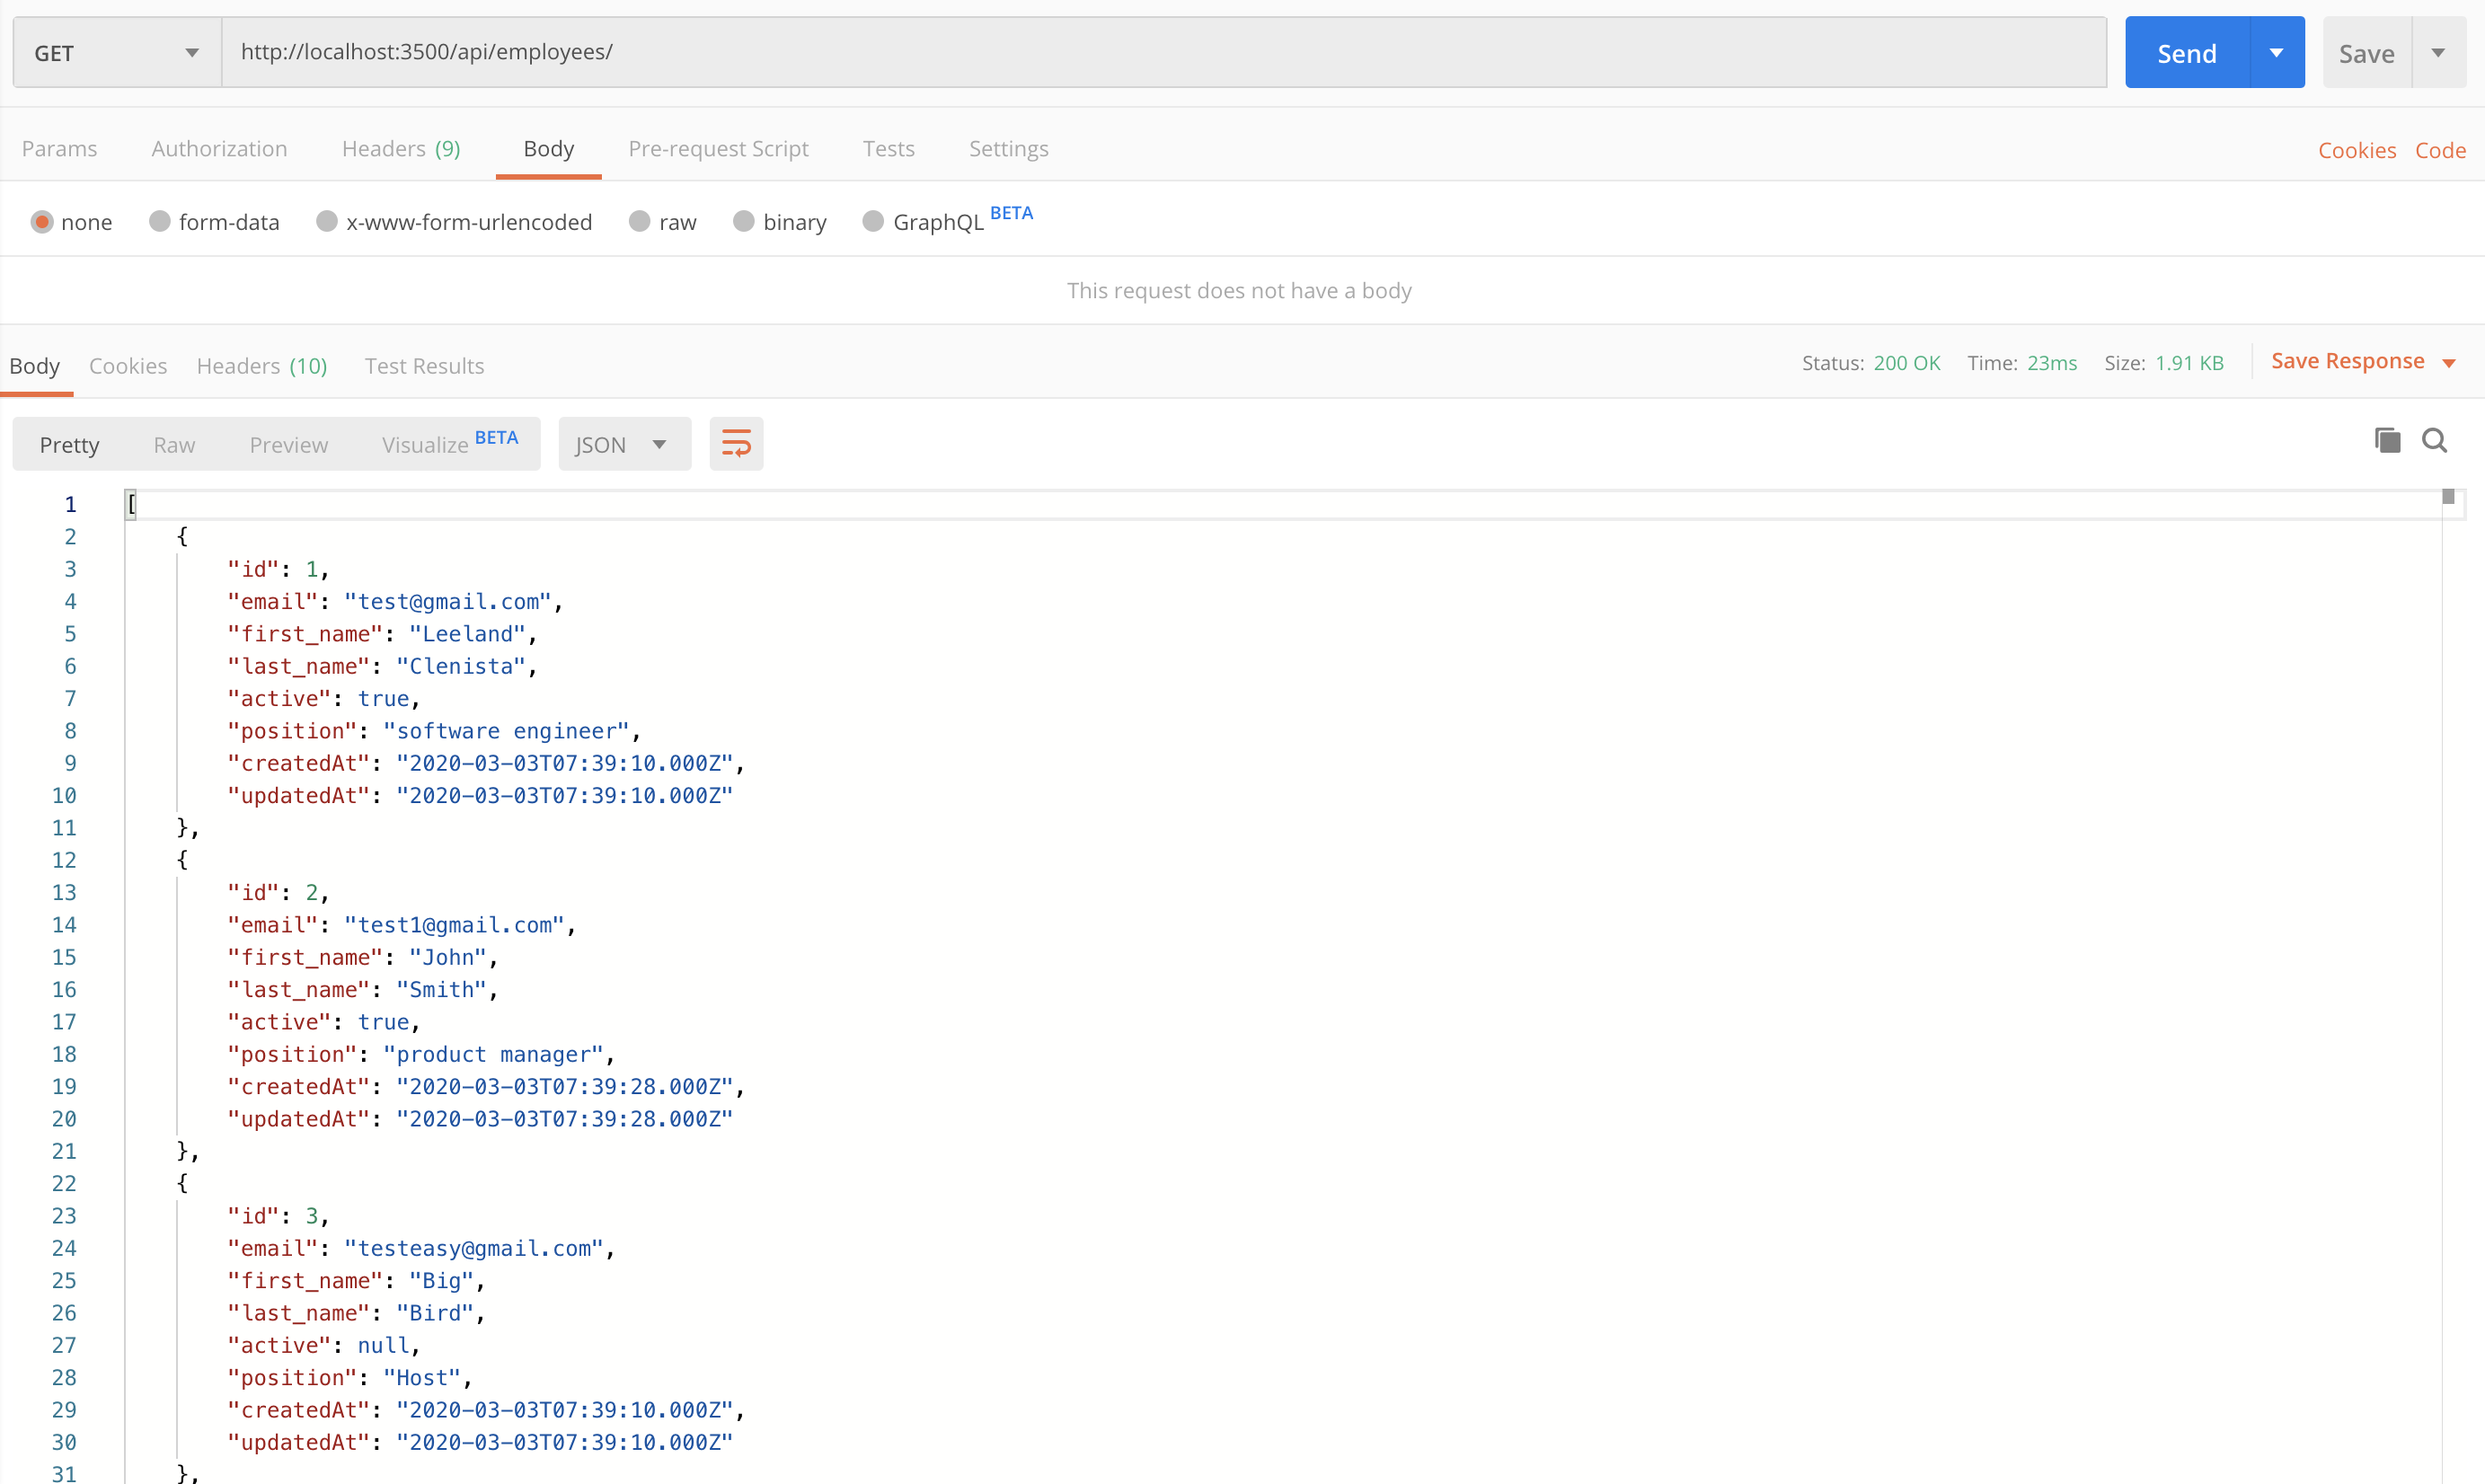 GET http://localhost:3500/api/employees/ Send Save
Params Authorization Headers (9) Body Pre-request Script Tests Settings Cookies Code
none form-data x-www-form-urlencoded raw binary GraphQL BETA
This request does not have a body
Body Cookies Headers (10) Test Results Status: 200 OK Time: 23ms Size: 1.91 KB Save Response
Pretty Raw Preview Visualize BETA JSON
1 [
2 {
3 "id": 1,
4 "email": "test@gmail.com",
5 "first_name": "Leeland",
6 "last_name": "Clenista",
7 "active": true,
8 "position": "software engineer",
9 "createdAt": "2020-03-03T07:39:10.000Z",
10 "updatedAt": "2020-03-03T07:39:10.000Z"
11 },
12 {
13 "id": 2,
14 "email": "test1@gmail.com",
15 "first_name": "John",
16 "last_name": "Smith",
17 "active": true,
18 "position": "product manager",
19 "createdAt": "2020-03-03T07:39:28.000Z",
20 "updatedAt": "2020-03-03T07:39:28.000Z"
21 },
22 {
23 "id": 3,
24 "email": "testeasy@gmail.com",
25 "first_name": "Big",
26 "last_name": "Bird",
27 "active": null,
28 "position": "Host",
29 "createdAt": "2020-03-03T07:39:10.000Z",
30 "updatedAt": "2020-03-03T07:39:10.000Z"
31 },